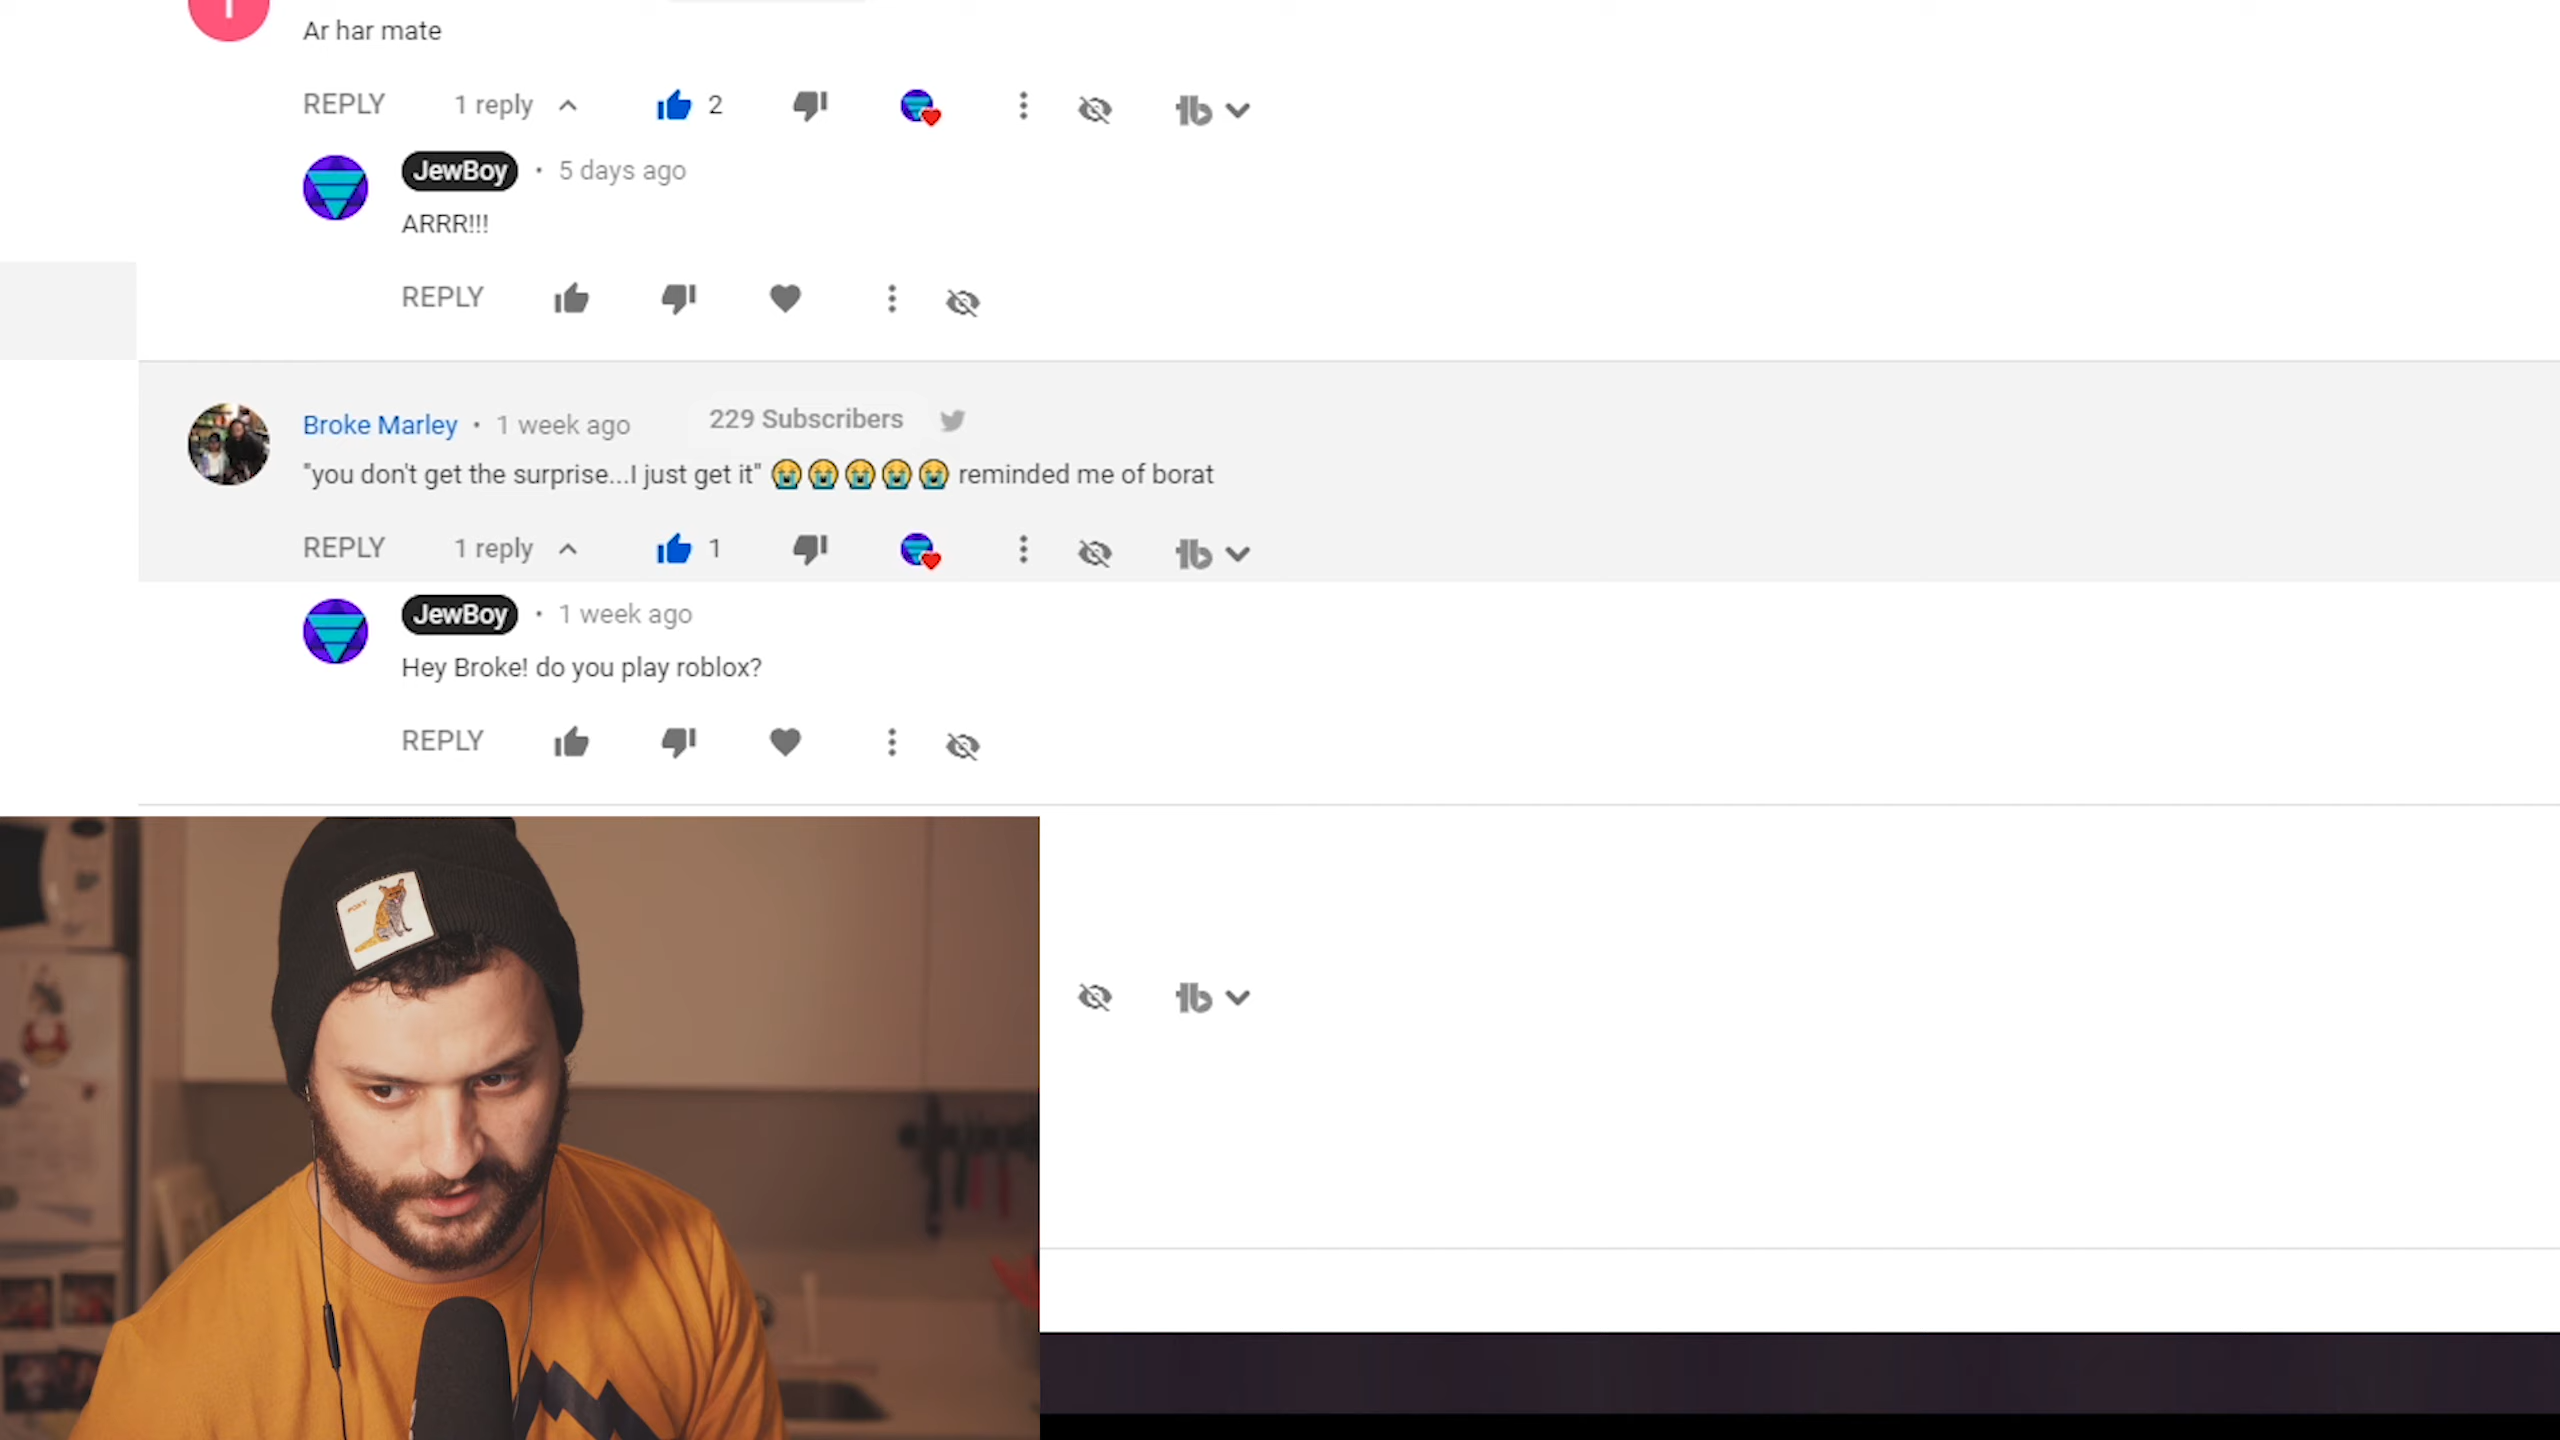 Ar har mate
REPLY 1 reply 2
JewBoy • 5 days ago
ARRR!!!
REPLY
Broke Marley • 1 week ago 229 Subscribers
"you don't get the surprise...I just get it" 😭😭😭😭😭 reminded me of borat
REPLY 1 reply 1
JewBoy • 1 week ago
Hey Broke! do you play roblox?
REPLY
FOXY